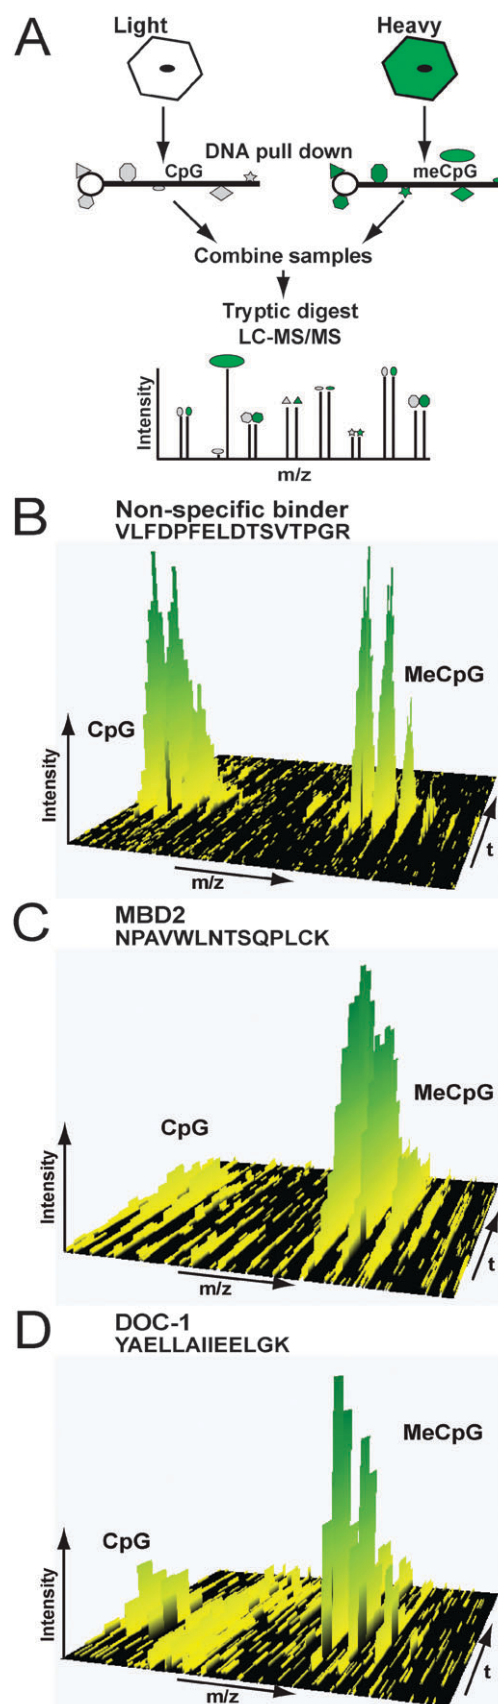 A
Light
Heavy
DNA pull down
CpG
meCpG
Combine samples
Tryptic digest
LC-MS/MS
Intensity
m/z
B
Non-specific binder
VLFDPFELDTSVTPGR
CpG
MeCpG
Intensity
m/z
t
C
MBD2
NPAVWLNTSQPLCK
CpG
MeCpG
Intensity
m/z
t
D
DOC-1
YAELLAIIEELGK
CpG
MeCpG
Intensity
m/z
t